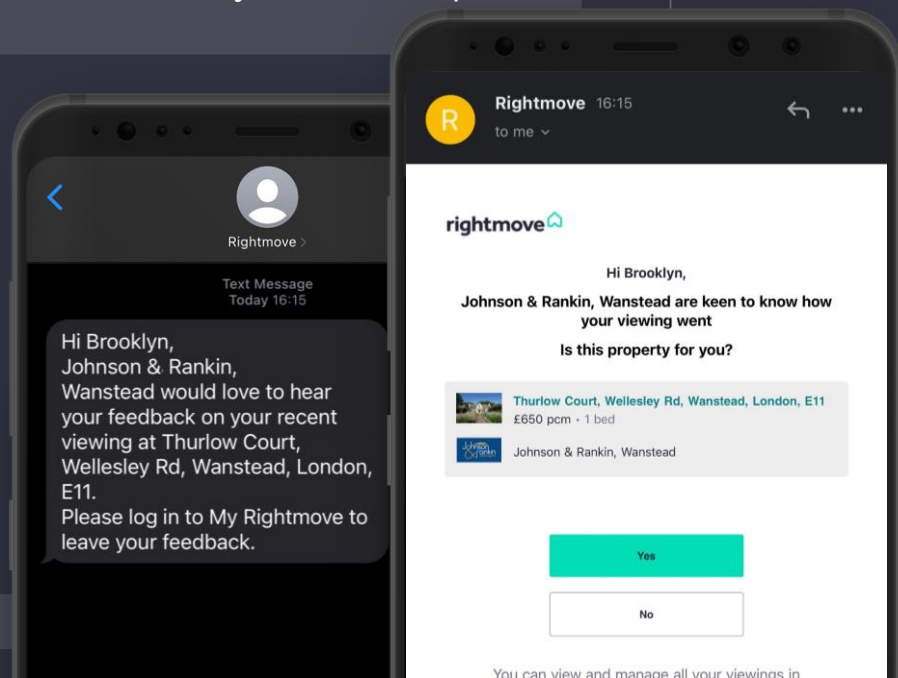 Rightmove
Text Message
Today 16:15
Hi Brooklyn,
Johnson & Rankin,
Wanstead would love to hear
your feedback on your recent
viewing at Thurlow Court,
Wellesley Rd, Wanstead, London,
E11.
Please log in to My Rightmove to
leave your feedback.
R
Rightmove 16:15
to me
rightmove
Hi Brooklyn,
Johnson & Rankin, Wanstead are keen to know how
your viewing went
Is this property for you?
Thurlow Court, Wellesley Rd, Wanstead, London, E11
£650 pcm · 1 bed
Johnson & Rankin
Johnson & Rankin, Wanstead
Yes
No
You can view and manage all your viewings in